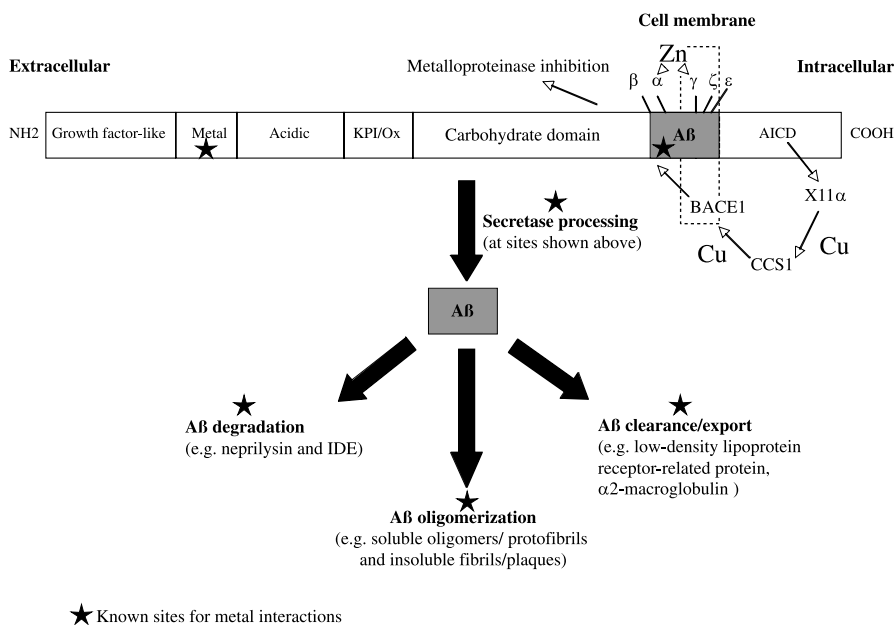 Cell membrane
Extracellular
Zn
Intracellular
Metalloproteinase inhibition
β α γ ζ ε
NH2 Growth factor-like Metal Acidic KPI/Ox Carbohydrate domain Aß AICD COOH
X11α
BACE1
Secretase processing
(at sites shown above)
Cu
Cu
CCS1
Aß
Aß degradation
(e.g. neprilysin and IDE)
Aß clearance/export
(e.g. low-density lipoprotein
receptor-related protein,
α2-macroglobulin )
Aß oligomerization
(e.g. soluble oligomers/ protofibrils
and insoluble fibrils/plaques)
Known sites for metal interactions